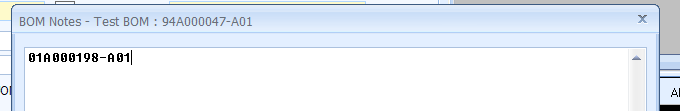 BOM Notes - Test BOM : 94A000047-A01
01A000198-A01